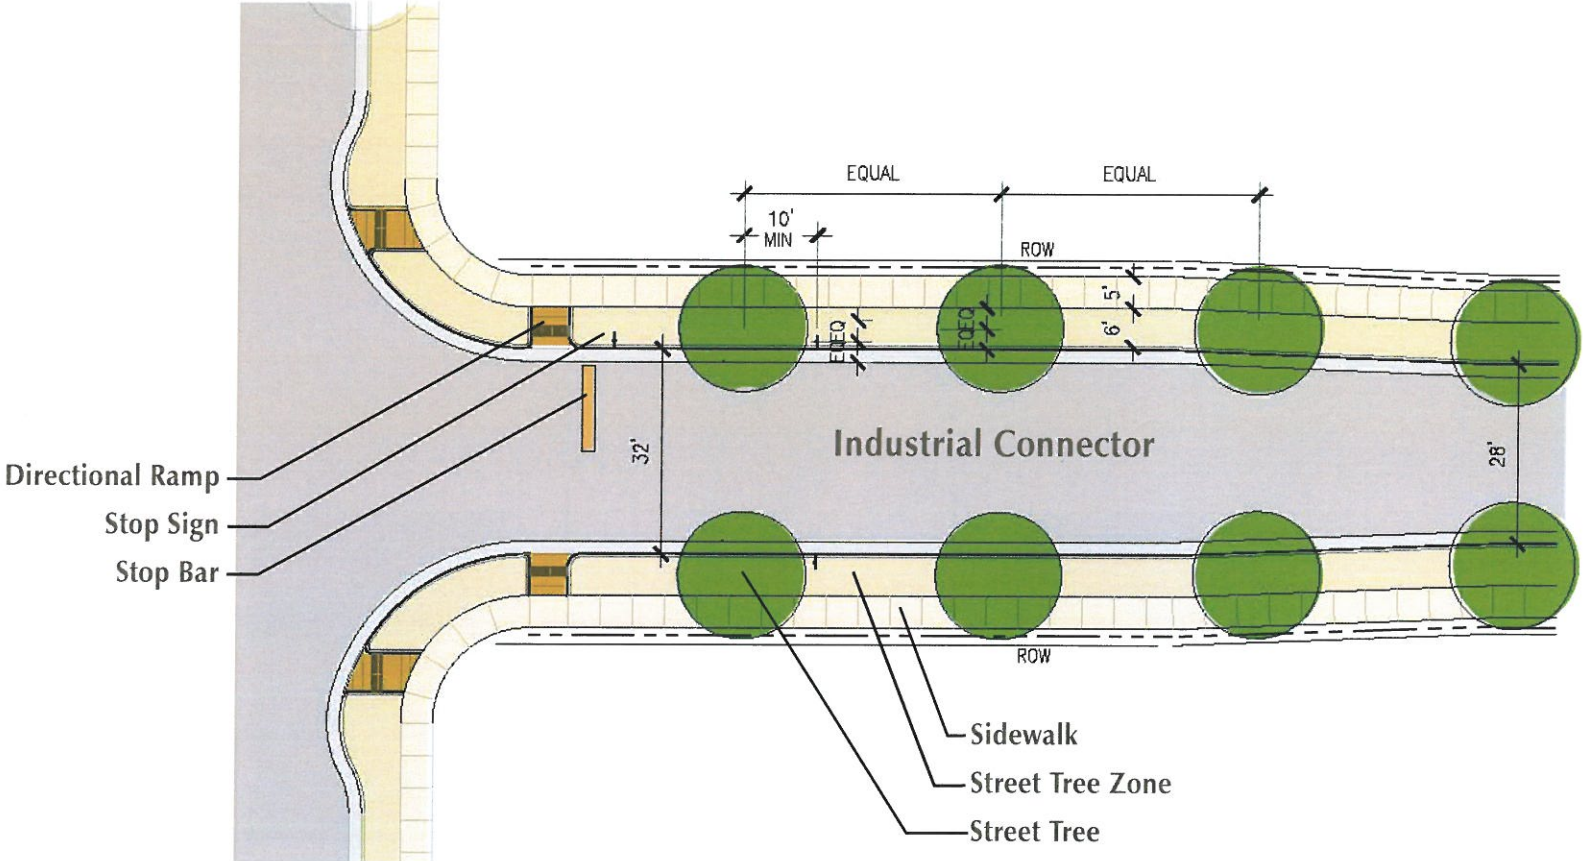 EQUAL
EQUAL
10'
MIN
ROW
5'
6'
EQ
EQ
EQ
EQ
32'
Industrial Connector
28'
Directional Ramp
Stop Sign
Stop Bar
ROW
Sidewalk
Street Tree Zone
Street Tree